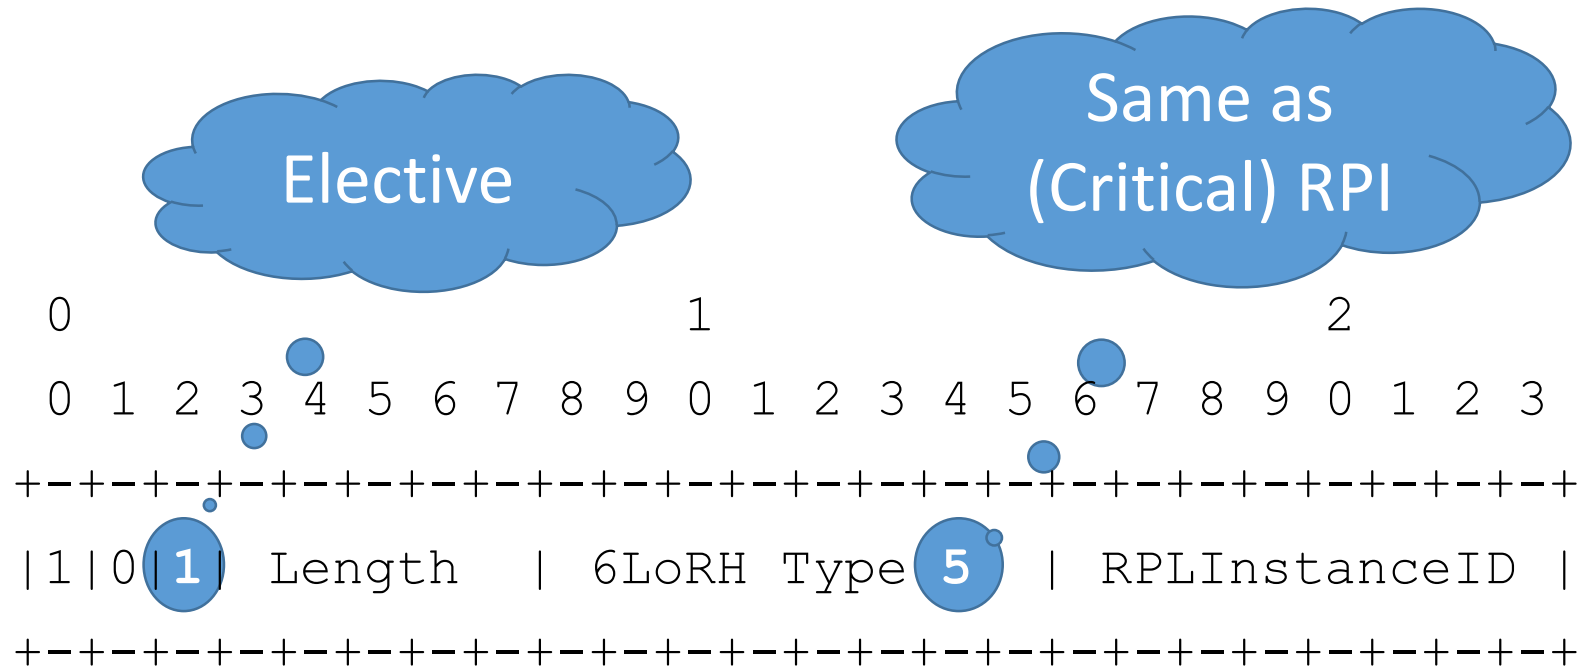 Elective
Same as
(Critical) RPI
0 1 2
0 1 2 3 4 5 6 7 8 9 0 1 2 3 4 5 6 7 8 9 0 1 2 3
+-+-+-+-+-+-+-+-+-+-+-+-+-+-+-+-+-+-+-+-+-+-+-+-+
|1|0|1| Length | 6LoRH Type 5 | RPLInstanceID |
+-+-+-+-+-+-+-+-+-+-+-+-+-+-+-+-+-+-+-+-+-+-+-+-+